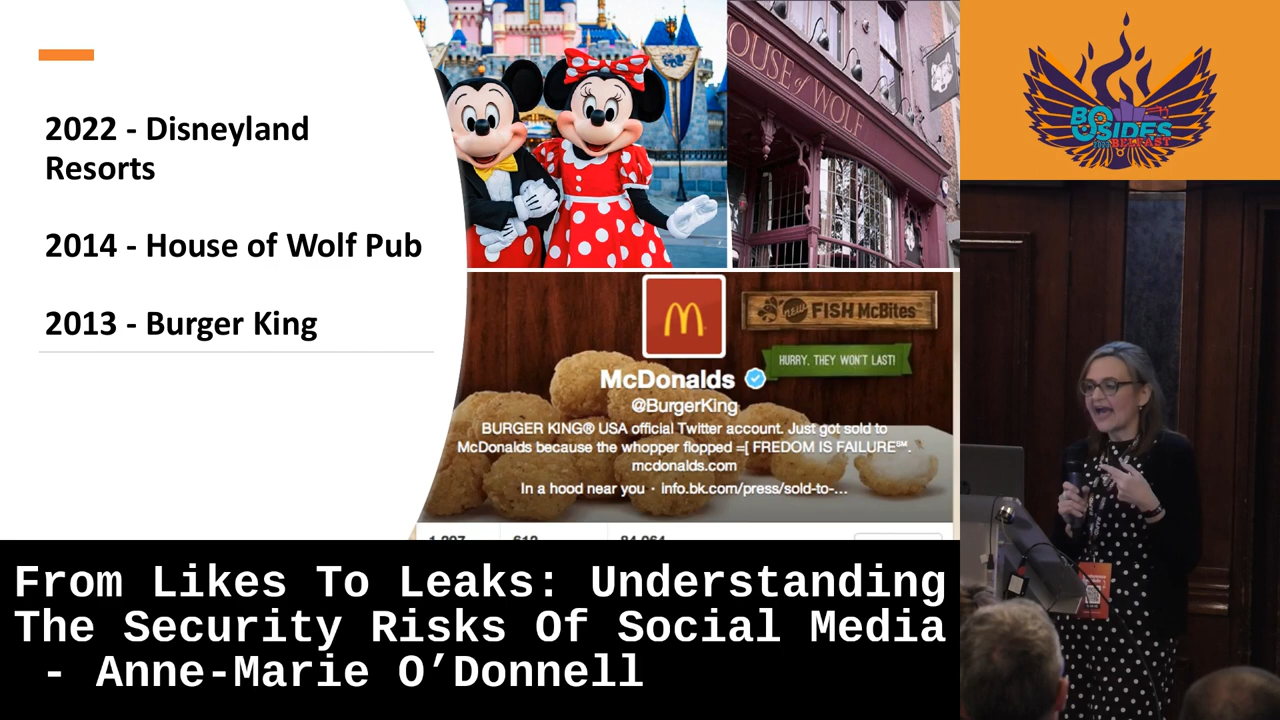 2022 - Disneyland
Resorts
2014 - House of Wolf Pub
2013 - Burger King
OUSE of WOLF
NEW FISH McBites
HURRY, THEY WON'T LAST!
McDonalds
@BurgerKing
BURGER KING® USA official Twitter account. Just got sold to
McDonalds because the whopper flopped =[ FREDOM IS FAILURE℠.
mcdonalds.com
In a hood near you · info.bk.com/press/sold-to-...
BSIDES
BELFAST
From Likes To Leaks: Understanding
The Security Risks Of Social Media
- Anne-Marie O’Donnell